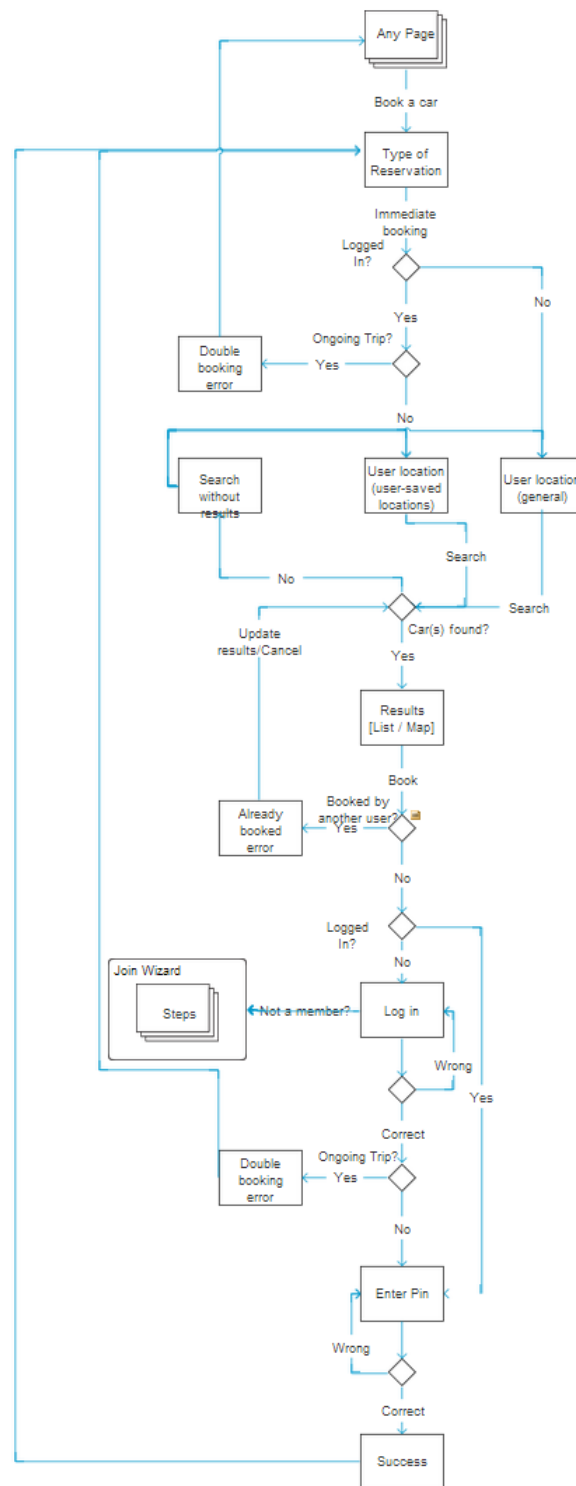 Any Page
Book a car
Type of
Reservation
Immediate
booking
Logged
In?
No
Yes
Ongoing Trip?
Double
booking
error
Yes
No
Search
without
results
User location
(user-saved
locations)
User location
(general)
Search
No
Search
Car(s) found?
Update
results/Cancel
Yes
Results
[List / Map]
Book
Booked by
another user?
Already
booked
error
Yes
No
Logged
In?
No
Join Wizard
Steps
Not a member?
Log in
Wrong
Yes
Correct
Ongoing Trip?
Double
booking
error
Yes
No
Enter Pin
Wrong
Correct
Success